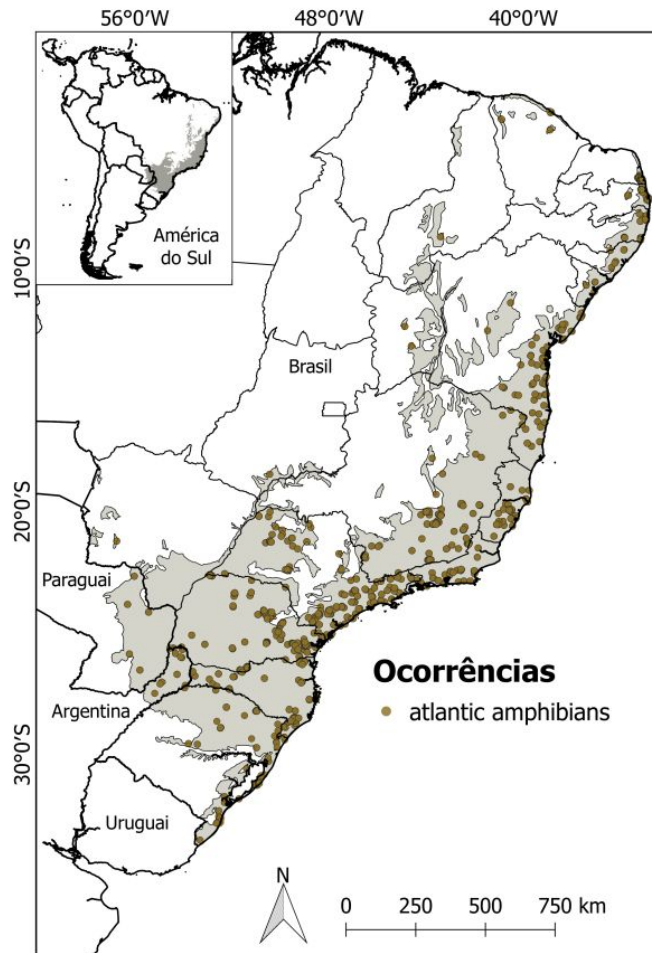 56°0'W 48°0'W 40°0'W
América
do Sul
10°0'S
Brasil
20°0'S
Paraguai
Ocorrências
atlantic amphibians
Argentina
30°0'S
Uruguai
N
0 250 500 750 km